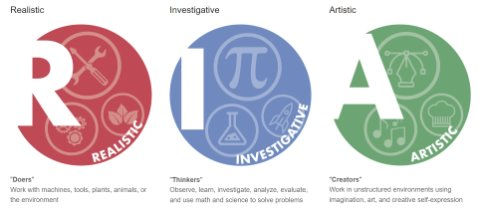 Realistic
Investigative
Artistic
R
REALISTIC
I
π
INVESTIGATIVE
A
ARTISTIC
"Doers"
Work with machines, tools, plants, animals, or
the environment
"Thinkers"
Observe, learn, investigate, analyze, evaluate,
and use math and science to solve problems
"Creators"
Work in unstructured environments using
imagination, art, and creative self-expression